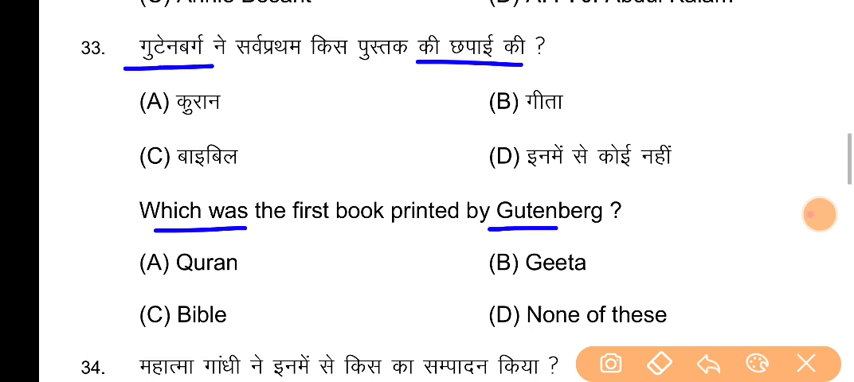 33. गुटेनबर्ग ने सर्वप्रथम किस पुस्तक की छपाई की ?
(A) कुरान (B) गीता
(C) बाइबिल (D) इनमें से कोई नहीं
Which was the first book printed by Gutenberg ?
(A) Quran (B) Geeta
(C) Bible (D) None of these
34. महात्मा गांधी ने इनमें से किस का सम्पादन किया ?